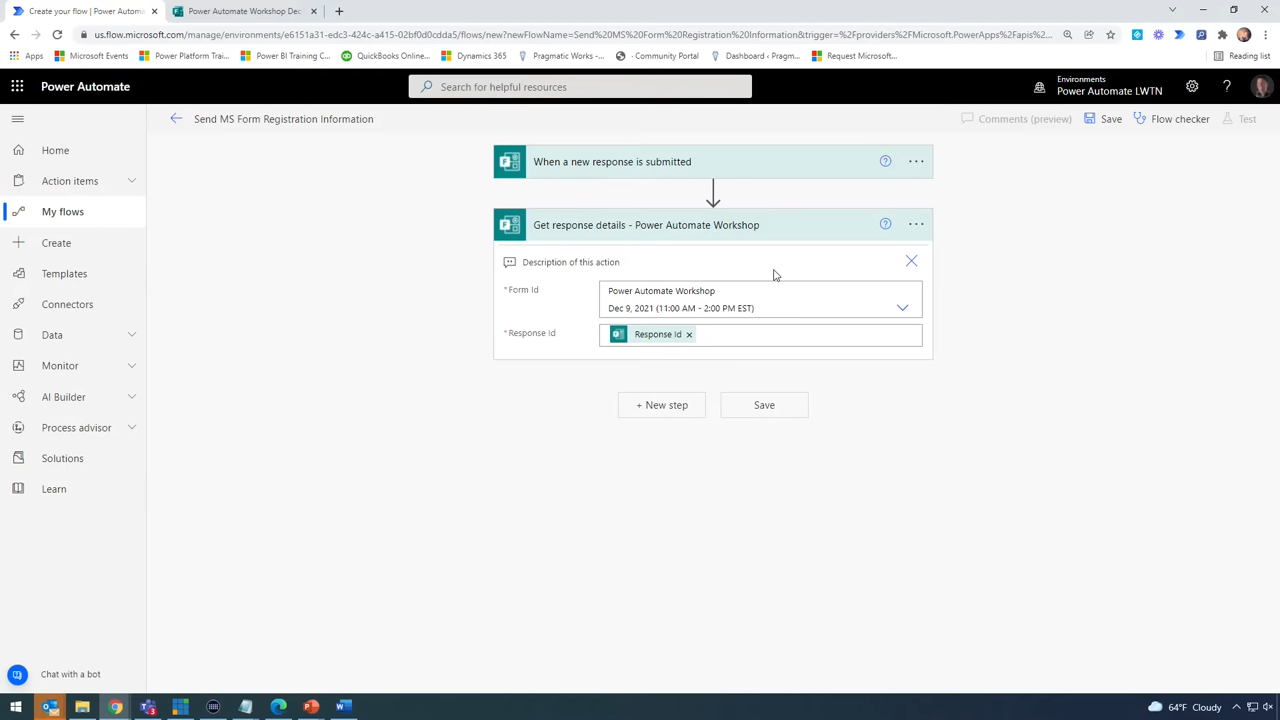 Create your flow | Power Automa
Power Automate Workshop Dec
us.flow.microsoft.com/manage/environments/e6151a31-edc3-424c-a415-02bf0d0cdda5/flows/new?newFlowName=Send%20MS%20Form%20Registration%20Information&trigger=%2Fproviders%2FMicrosoft.PowerApps%2Fapis%...
Apps
Microsoft Events
Power Platform Trai...
Power BI Training C...
QuickBooks Online...
Dynamics 365
Pragmatic Works -...
· Community Portal
Dashboard ‹ Pragm...
Request Microsoft...
Reading list
Power Automate
Search for helpful resources
Environments
Power Automate LWTN
Send MS Form Registration Information
Comments (preview)
Save
Flow checker
Test
Home
Action items
My flows
Create
Templates
Connectors
Data
Monitor
AI Builder
Process advisor
Solutions
Learn
Chat with a bot
When a new response is submitted
Get response details - Power Automate Workshop
Description of this action
*Form Id
Power Automate Workshop
Dec 9, 2021 (11:00 AM - 2:00 PM EST)
*Response Id
Response Id ×
+ New step
Save
64°F Cloudy